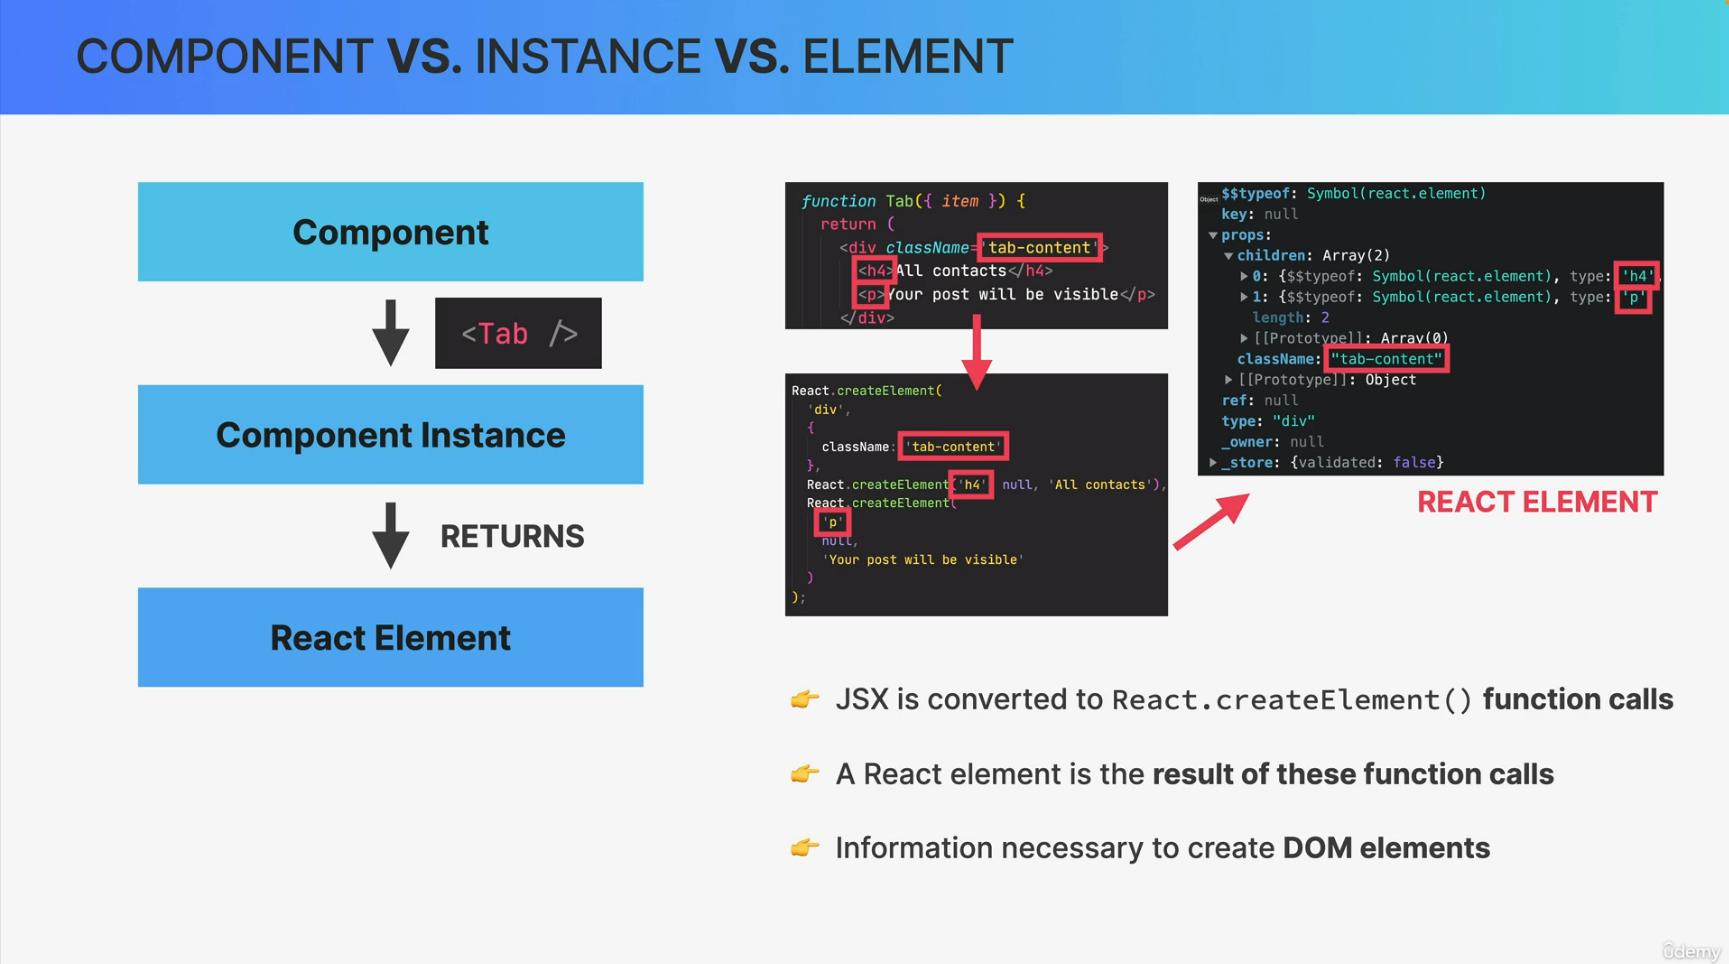 COMPONENT VS. INSTANCE VS. ELEMENT
Component
<Tab />
Component Instance
RETURNS
React Element
function Tab({ item }) {
return (
<div className='tab-content'>
<h4>All contacts</h4>
<p>Your post will be visible</p>
</div>
React.createElement(
'div',
{
className: 'tab-content'
},
React.createElement('h4', null, 'All contacts'),
React.createElement(
'p'
null,
'Your post will be visible'
)
);
Object
$$typeof: Symbol(react.element)
key: null
props:
children: Array(2)
0: {$$typeof: Symbol(react.element), type: 'h4',
1: {$$typeof: Symbol(react.element), type: 'p'
length: 2
[[Prototype]]: Array(0)
className: "tab-content"
[[Prototype]]: Object
ref: null
type: "div"
_owner: null
_store: {validated: false}
REACT ELEMENT
👉 JSX is converted to React.createElement() function calls
👉 A React element is the result of these function calls
👉 Information necessary to create DOM elements
ûdemy